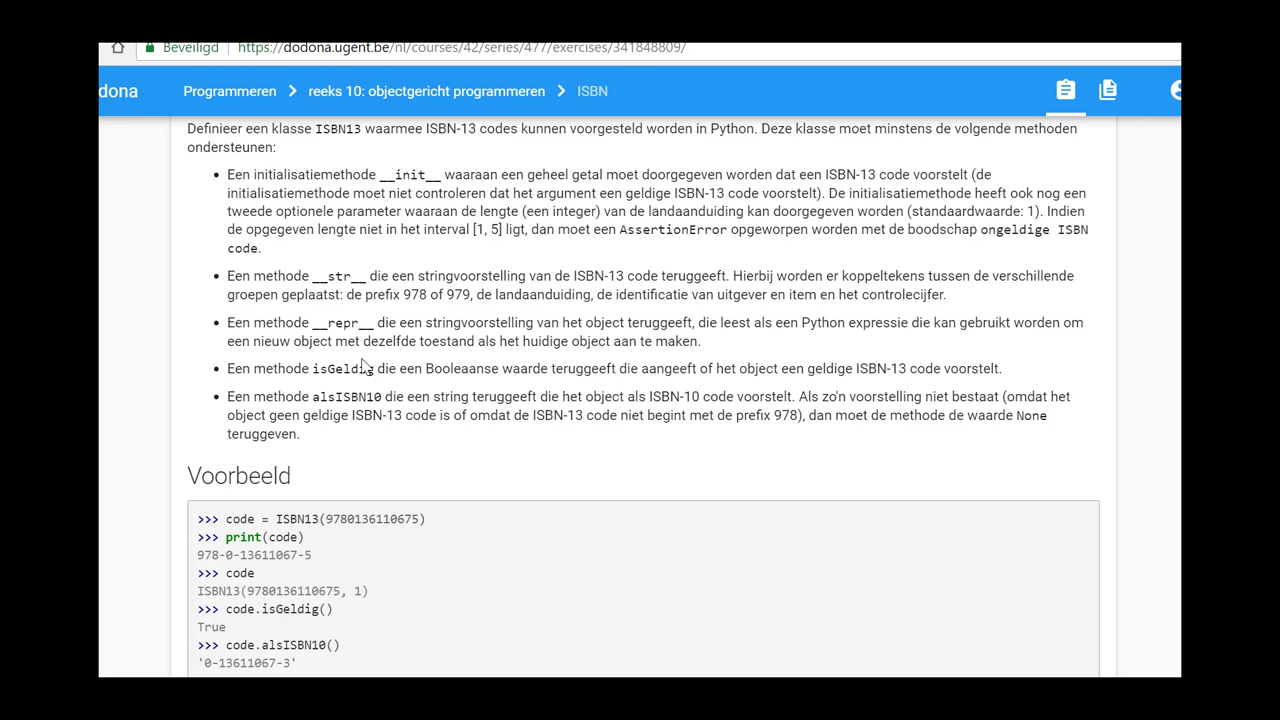 Beveiligd https://dodona.ugent.be/nl/courses/42/series/477/exercises/341848809/
dona Programmeren reeks 10: objectgericht programmeren ISBN
Definieer een klasse ISBN13 waarmee ISBN-13 codes kunnen voorgesteld worden in Python. Deze klasse moet minstens de volgende methoden
ondersteunen:
Een initialisatiemethode __init__ waaraan een geheel getal moet doorgegeven worden dat een ISBN-13 code voorstelt (de
initialisatiemethode moet niet controleren dat het argument een geldige ISBN-13 code voorstelt). De initialisatiemethode heeft ook nog een
tweede optionele parameter waaraan de lengte (een integer) van de landaanduiding kan doorgegeven worden (standaardwaarde: 1). Indien
de opgegeven lengte niet in het interval [1, 5] ligt, dan moet een AssertionError opgeworpen worden met de boodschap ongeldige ISBN
code.
Een methode __str__ die een stringvoorstelling van de ISBN-13 code teruggeeft. Hierbij worden er koppeltekens tussen de verschillende
groepen geplaatst: de prefix 978 of 979, de landaanduiding, de identificatie van uitgever en item en het controlecijfer.
Een methode __repr__ die een stringvoorstelling van het object teruggeeft, die leest als een Python expressie die kan gebruikt worden om
een nieuw object met dezelfde toestand als het huidige object aan te maken.
Een methode isGeldig die een Booleaanse waarde teruggeeft die aangeeft of het object een geldige ISBN-13 code voorstelt.
Een methode alsISBN10 die een string teruggeeft die het object als ISBN-10 code voorstelt. Als zo'n voorstelling niet bestaat (omdat het
object geen geldige ISBN-13 code is of omdat de ISBN-13 code niet begint met de prefix 978), dan moet de methode de waarde None
teruggeven.
Voorbeeld
>>> code = ISBN13(9780136110675)
>>> print(code)
978-0-13611067-5
>>> code
ISBN13(9780136110675, 1)
>>> code.isGeldig()
True
>>> code.alsISBN10()
'0-13611067-3'